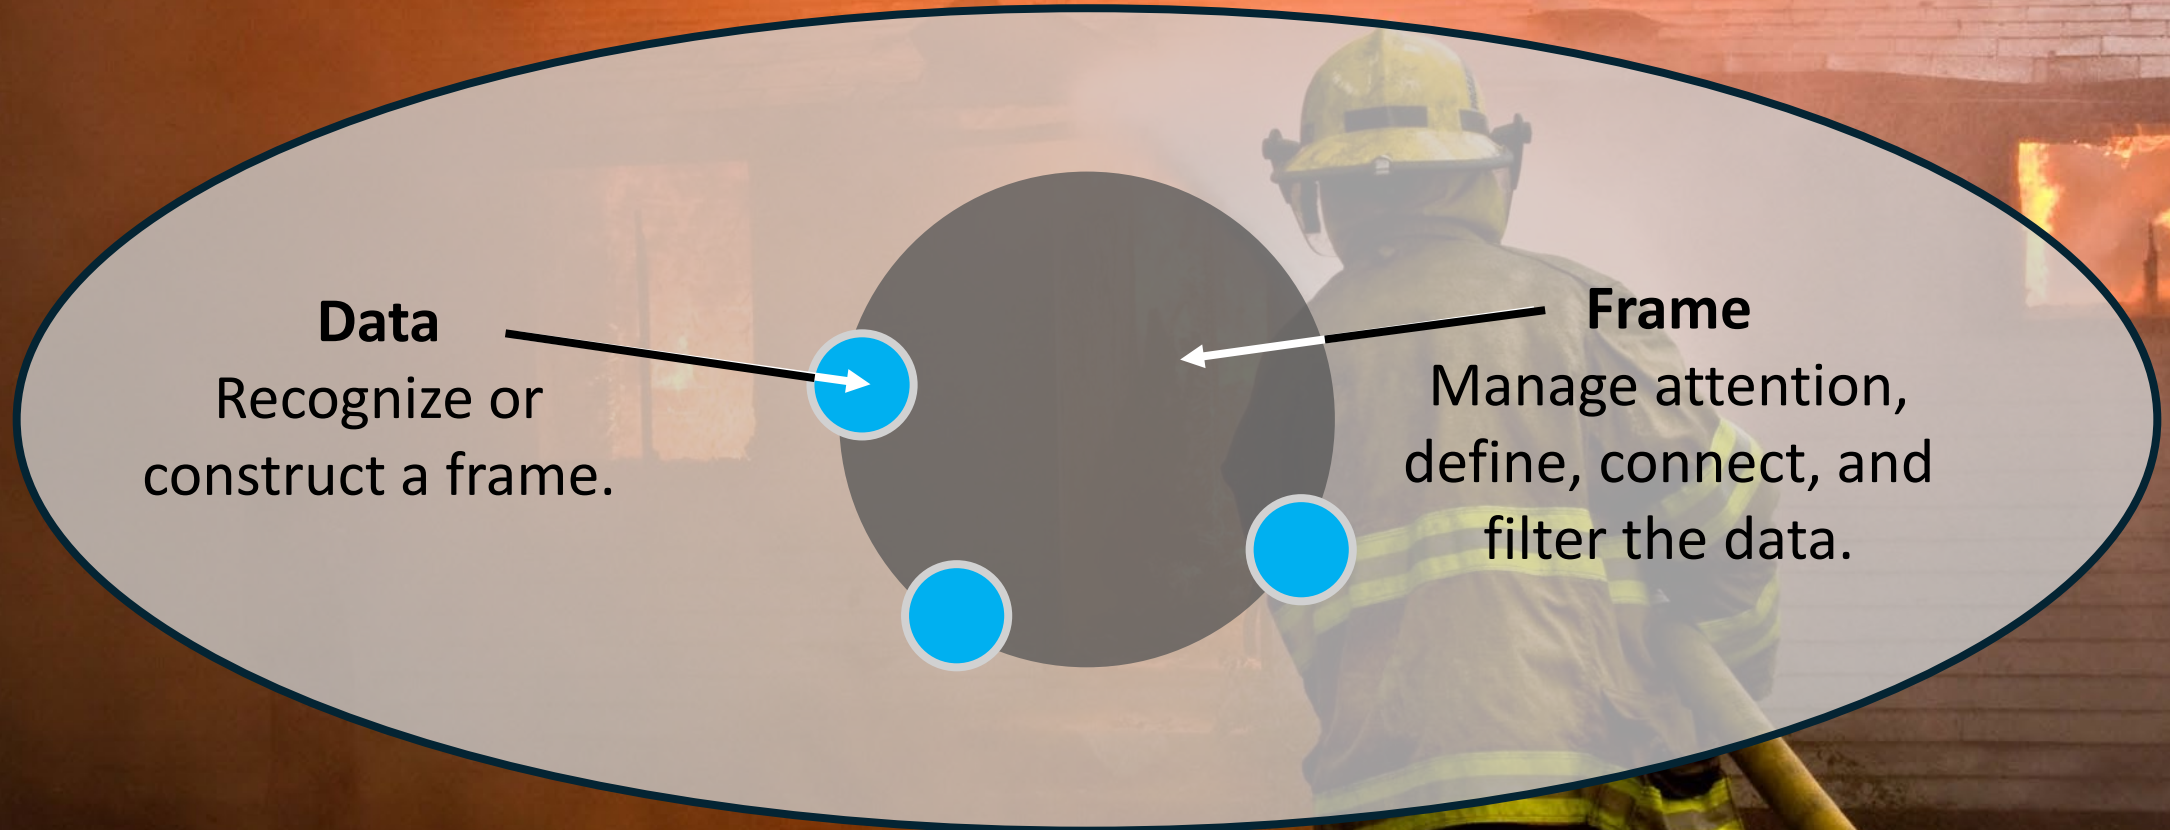 Data
Recognize or
construct a frame.
Frame
Manage attention,
define, connect, and
filter the data.